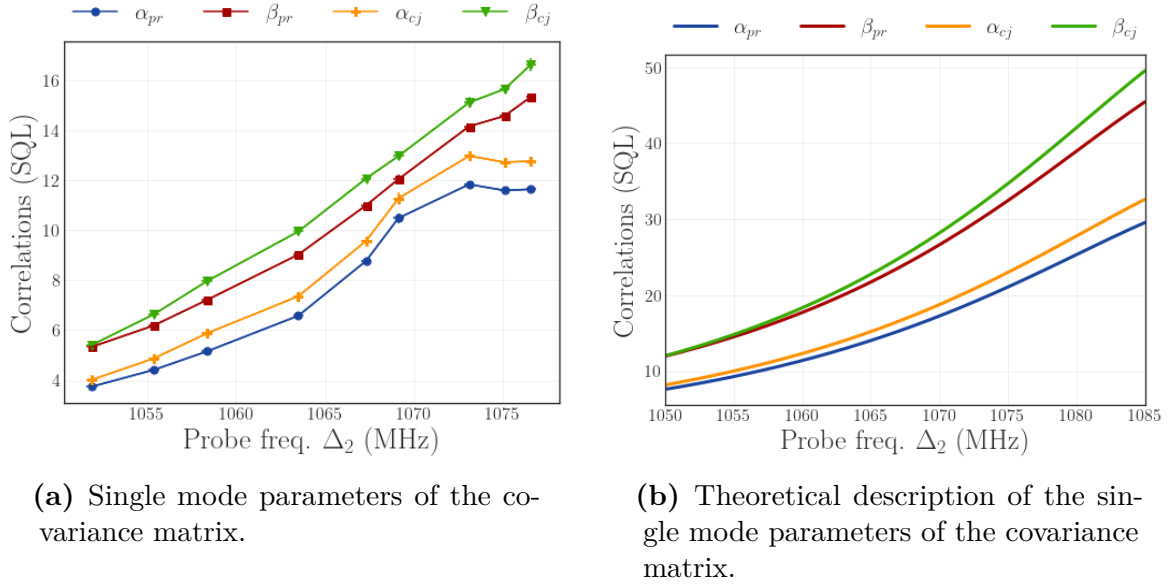 α_pr β_pr α_cj β_cj
Correlations (SQL)
16
14
12
10
8
6
4
1055 1060 1065 1070 1075
Probe freq. Δ_2 (MHz)
(a) Single mode parameters of the co-
variance matrix.
α_pr β_pr α_cj β_cj
Correlations (SQL)
50
40
30
20
10
1050 1055 1060 1065 1070 1075 1080 1085
Probe freq. Δ_2 (MHz)
(b) Theoretical description of the sin-
gle mode parameters of the covariance
matrix.